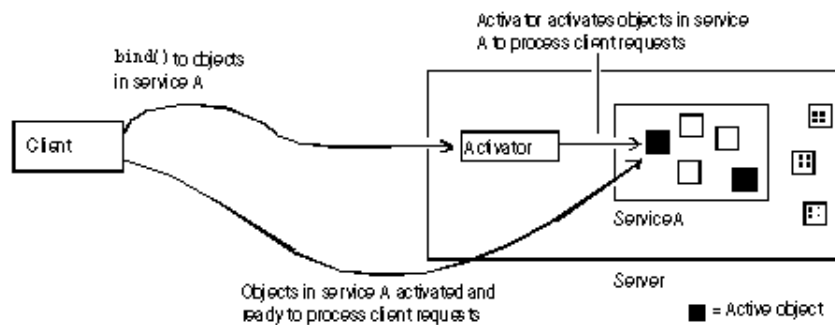 Activator activates objects in service
A to process client requests
bind() to objects
in service A
Client
Activator
Service A
Server
Objects in service A activated and
ready to process client requests
= Active object